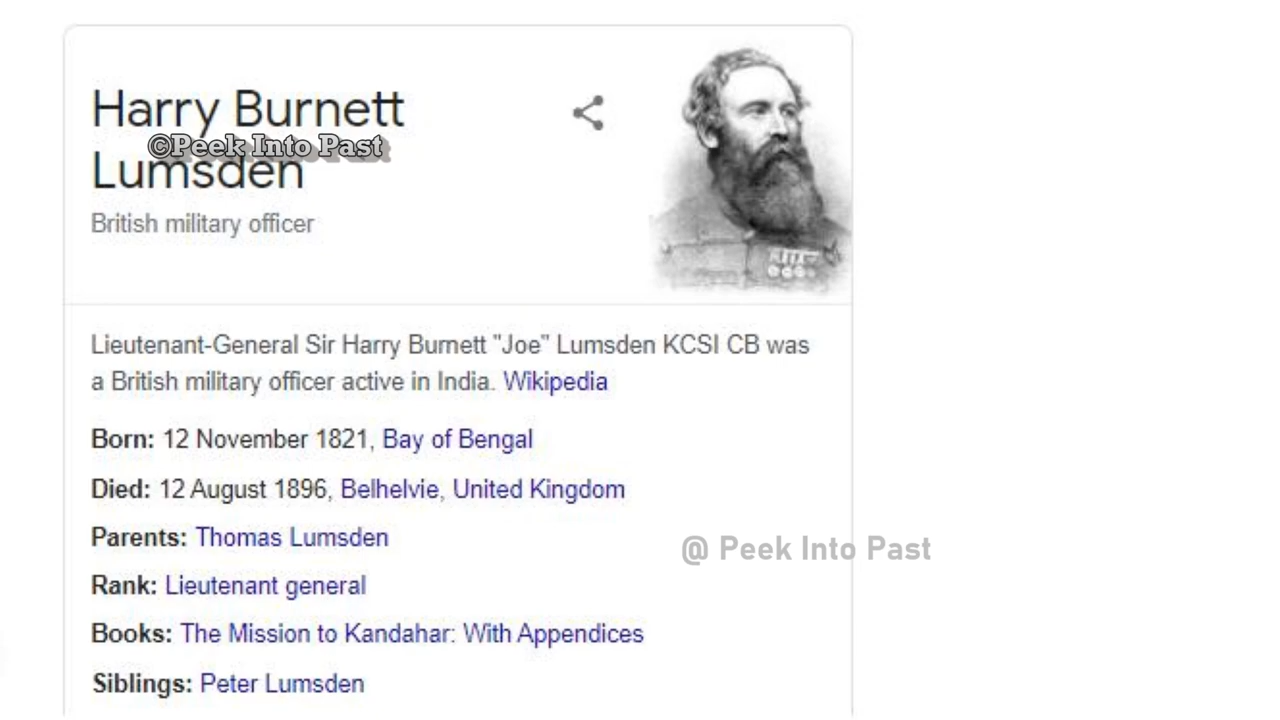 Harry Burnett
©Peek Into Past
Lumsden
British military officer
Lieutenant-General Sir Harry Burnett "Joe" Lumsden KCSI CB was
a British military officer active in India. Wikipedia
Born: 12 November 1821, Bay of Bengal
Died: 12 August 1896, Belhelvie, United Kingdom
Parents: Thomas Lumsden
@ Peek Into Past
Rank: Lieutenant general
Books: The Mission to Kandahar: With Appendices
Siblings: Peter Lumsden